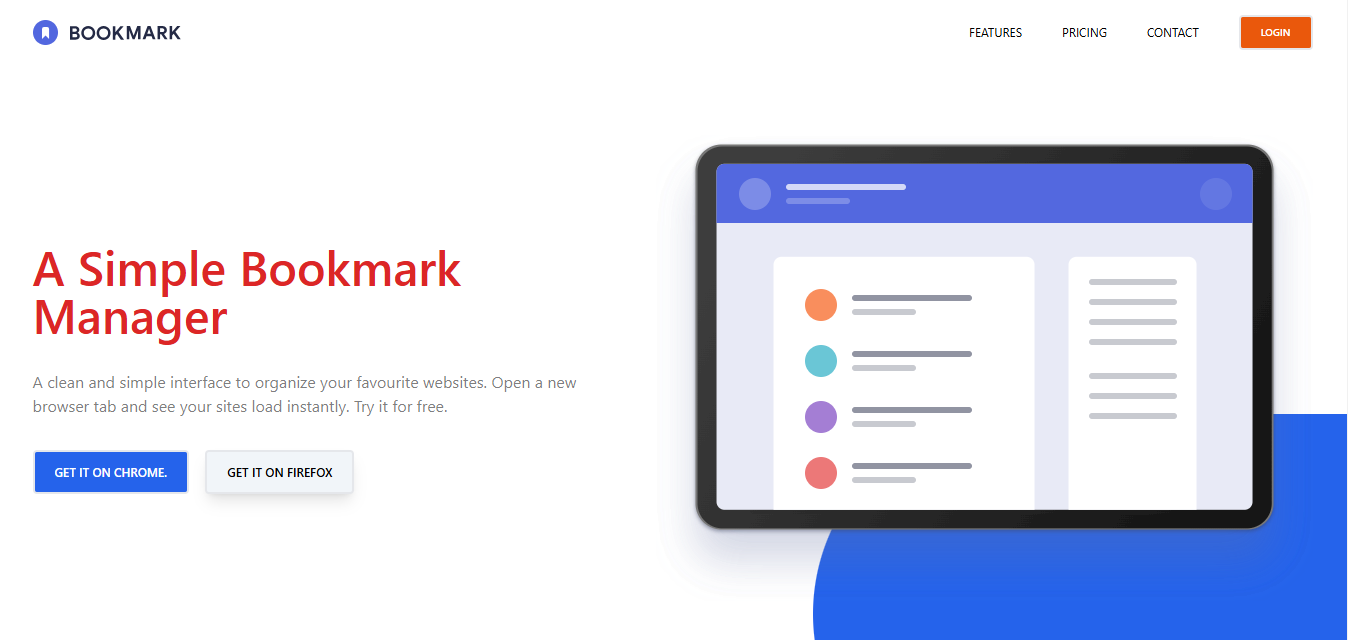 BOOKMARK
FEATURES
PRICING
CONTACT
LOGIN
A Simple Bookmark
Manager
A clean and simple interface to organize your favourite websites. Open a new
browser tab and see your sites load instantly. Try it for free.
GET IT ON CHROME.
GET IT ON FIREFOX